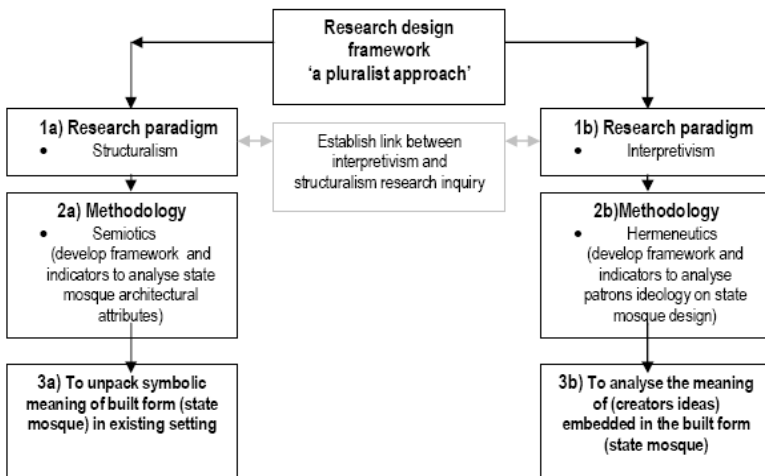 Research design
framework
‘a pluralist approach’
1a) Research paradigm
• Structuralism
Establish link between
interpretivism and
structuralism research inquiry
1b) Research paradigm
• Interpretivism
2a) Methodology
• Semiotics
(develop framework and
indicators to analyse state
mosque architectural
attributes)
2b)Methodology
• Hermeneutics
(develop framework and
indicators to analyse
patrons ideology on state
mosque design)
3a) To unpack symbolic
meaning of built form (state
mosque) in existing setting
3b) To analyse the meaning
of (creators ideas)
embedded in the built form
(state mosque)